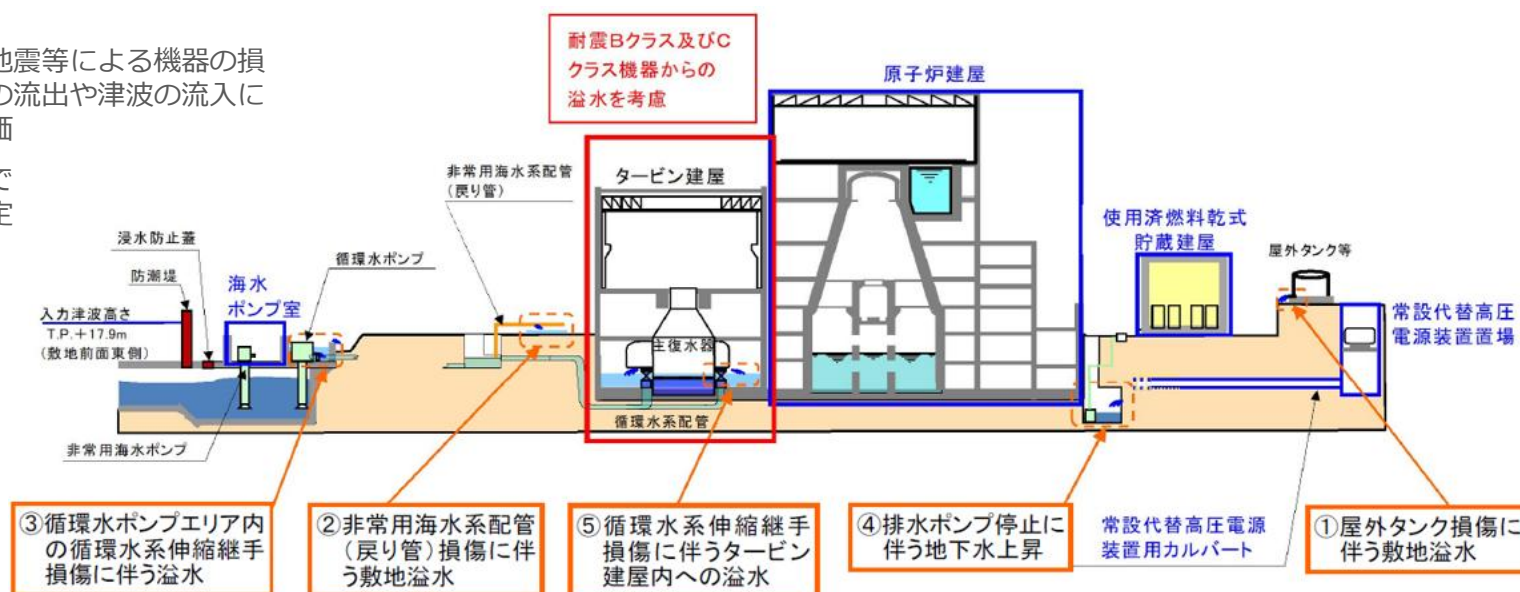 地震等による機器の損
の流出や津波の流入に
価
で
定
耐震Bクラス及びC
クラス機器からの
溢水を考慮
原子炉建屋
非常用海水系配管
（戻り管）
タービン建屋
使用済燃料乾式
貯蔵建屋
屋外タンク等
浸水防止蓋
循環水ポンプ
防潮堤
海水
ポンプ室
入力津波高さ
T.P.+17.9m
（敷地前面東側）
常設代替高圧
電源装置置場
主復水器
循環水系配管
非常用海水ポンプ
③循環水ポンプエリア内
の循環水系伸縮継手
損傷に伴う溢水
②非常用海水系配管
（戻り管）損傷に伴
う敷地溢水
⑤循環水系伸縮継手
損傷に伴うタービン
建屋内への溢水
④排水ポンプ停止に
伴う地下水上昇
常設代替高圧電源
装置用カルバート
①屋外タンク損傷に
伴う敷地溢水